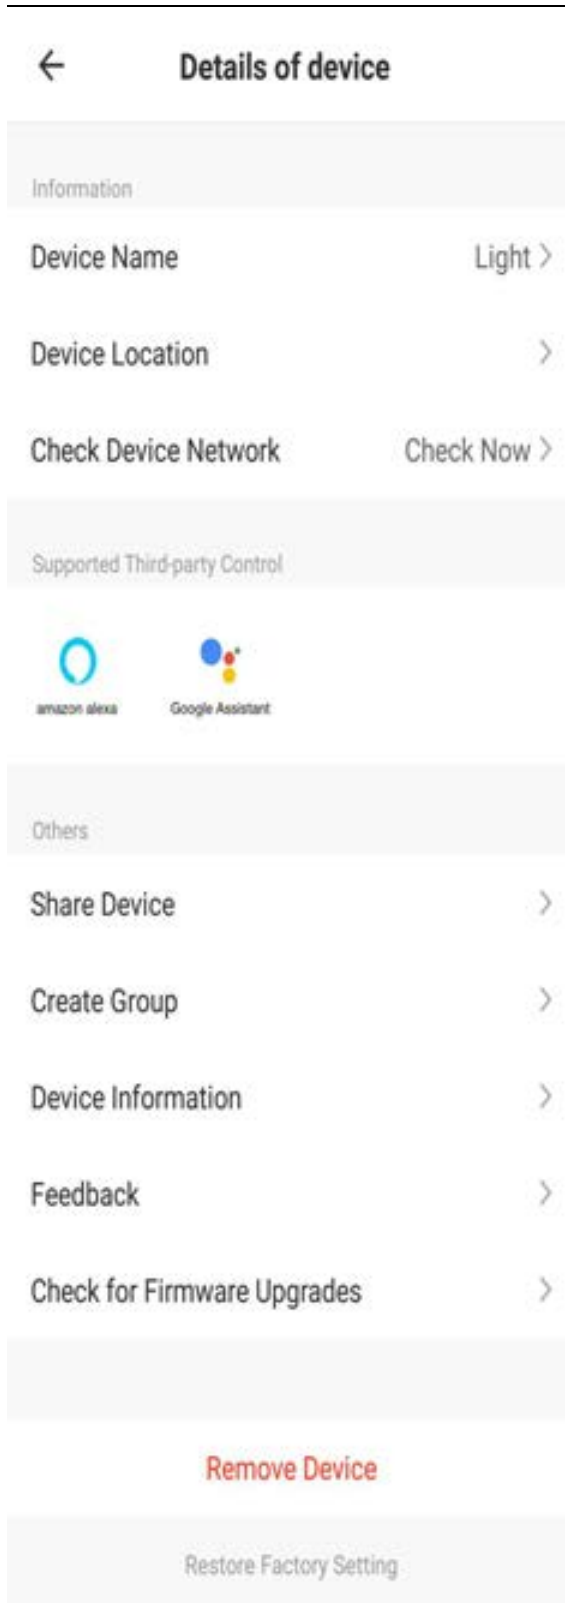 Details of device
Information
Device Name Light
Device Location
Check Device Network Check Now
Supported Third-party Control
amazon alexa Google Assistant
Others
Share Device
Create Group
Device Information
Feedback
Check for Firmware Upgrades
Remove Device
Restore Factory Setting